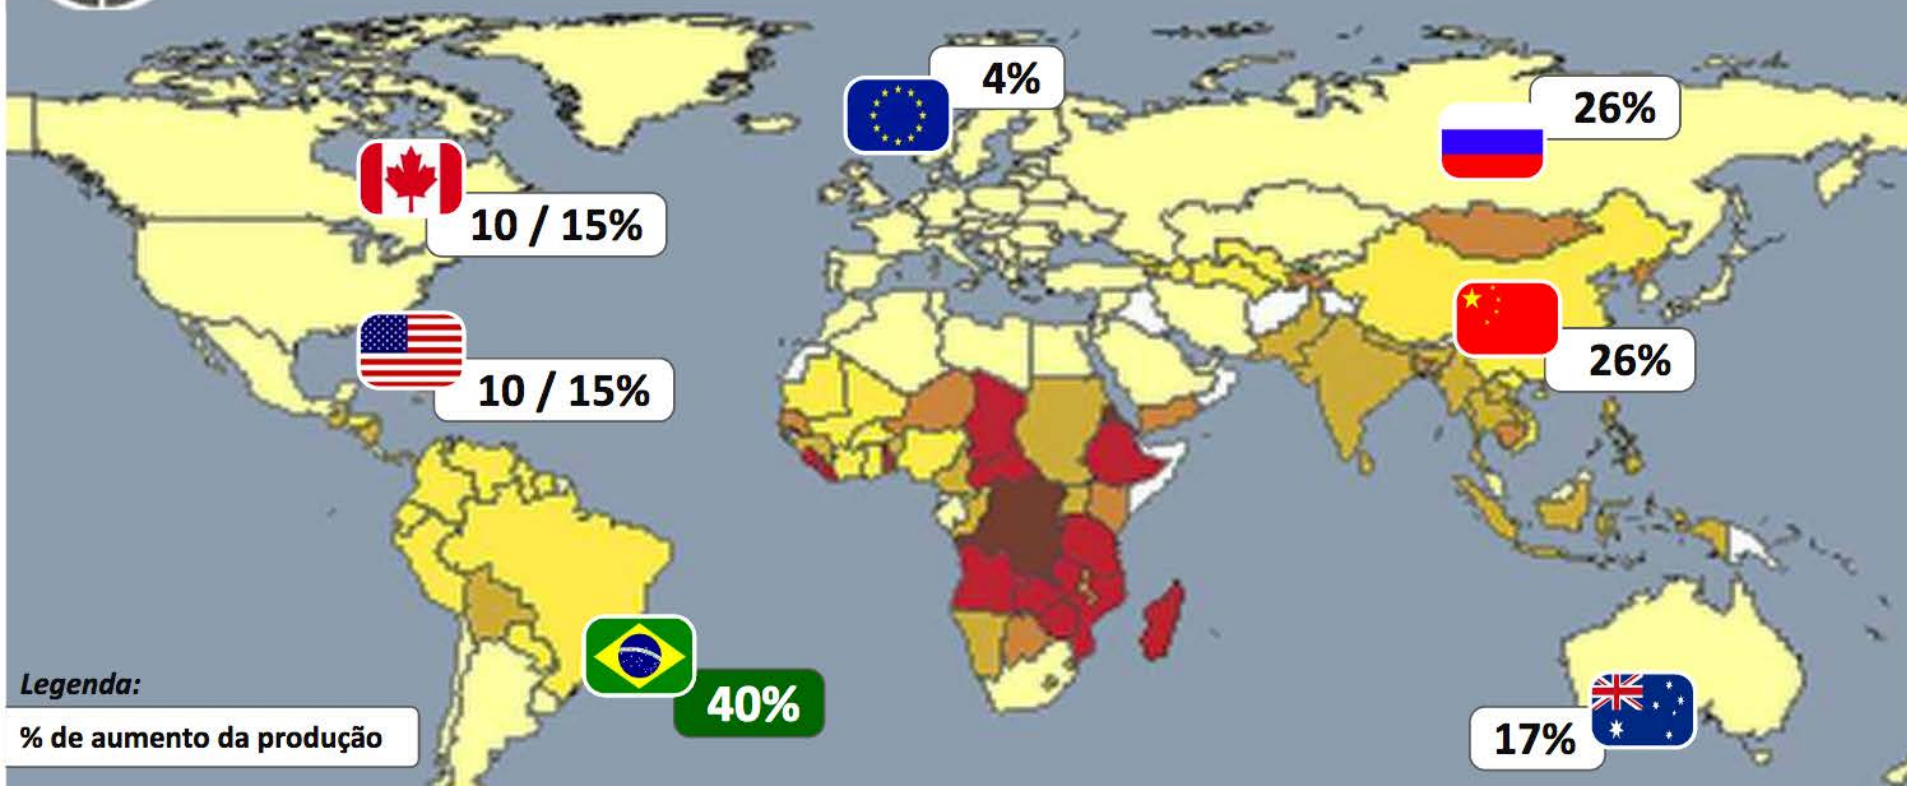 4%
26%
10 / 15%
26%
10 / 15%
40%
17%
Legenda:
% de aumento da produção